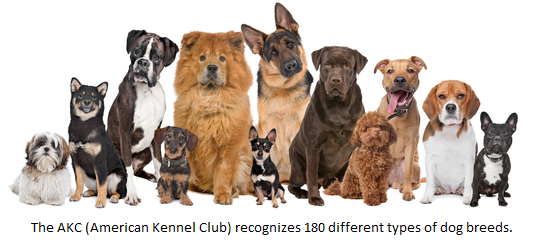 The AKC (American Kennel Club) recognizes 180 different types of dog breeds.